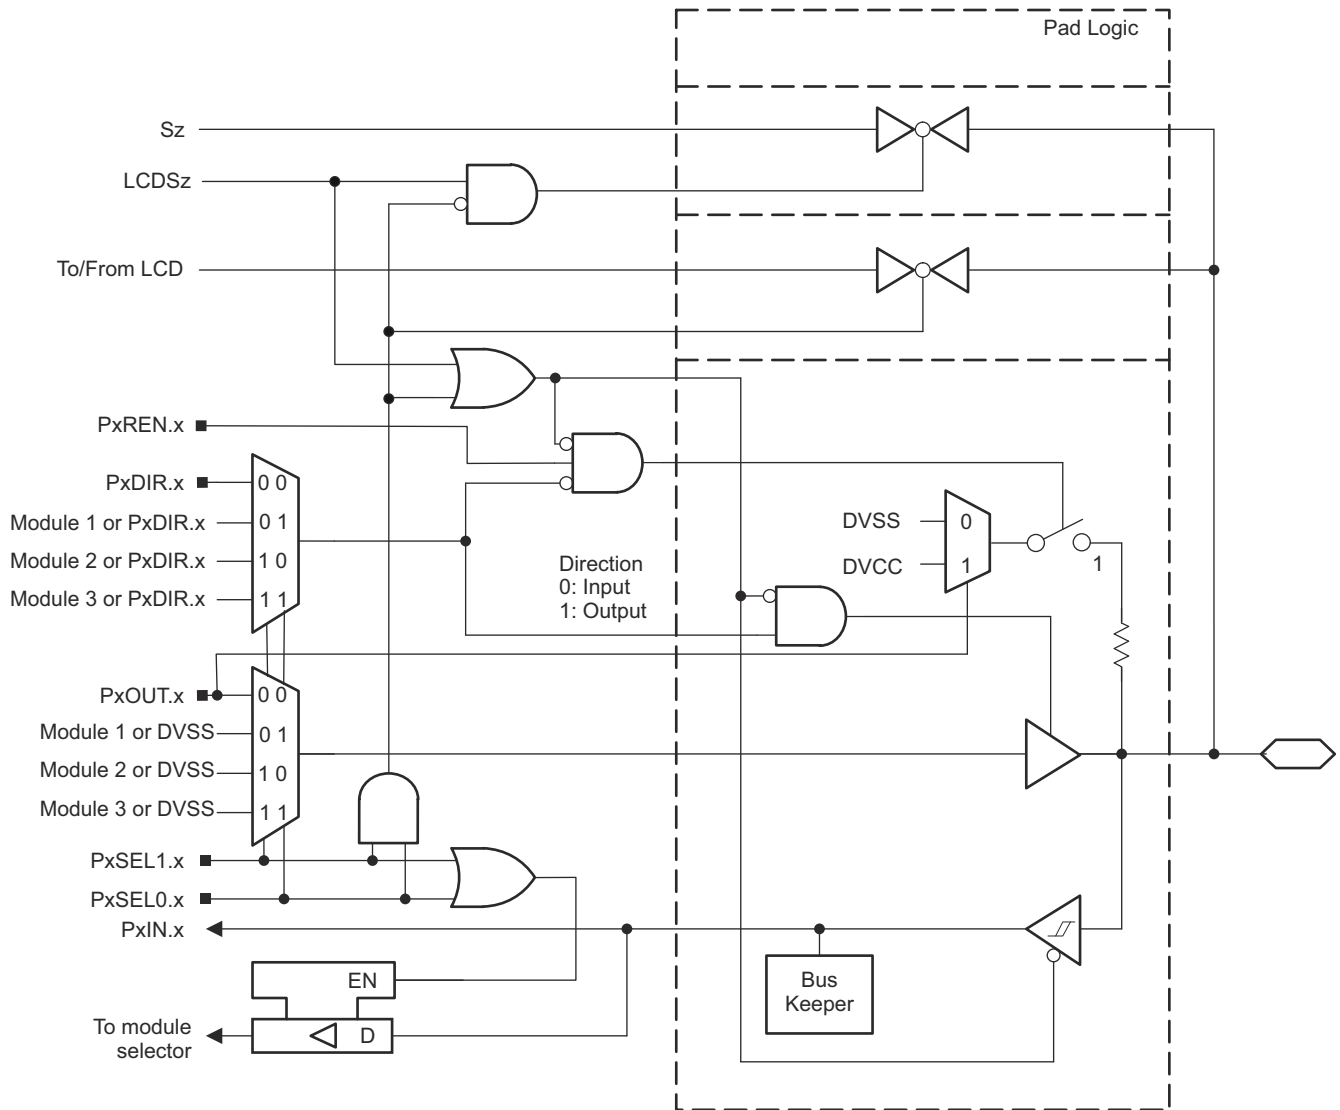 Pad Logic
Sz
LCDSz
To/From LCD
PxREN.x
PxDIR.x
0 0
Module 1 or PxDIR.x
0 1
Module 2 or PxDIR.x
1 0
Module 3 or PxDIR.x
1 1
Direction
0: Input
1: Output
DVSS
0
DVCC
1
1
PxOUT.x
0 0
Module 1 or DVSS
0 1
Module 2 or DVSS
1 0
Module 3 or DVSS
1 1
PxSEL1.x
PxSEL0.x
PxIN.x
Bus
Keeper
EN
D
To module
selector